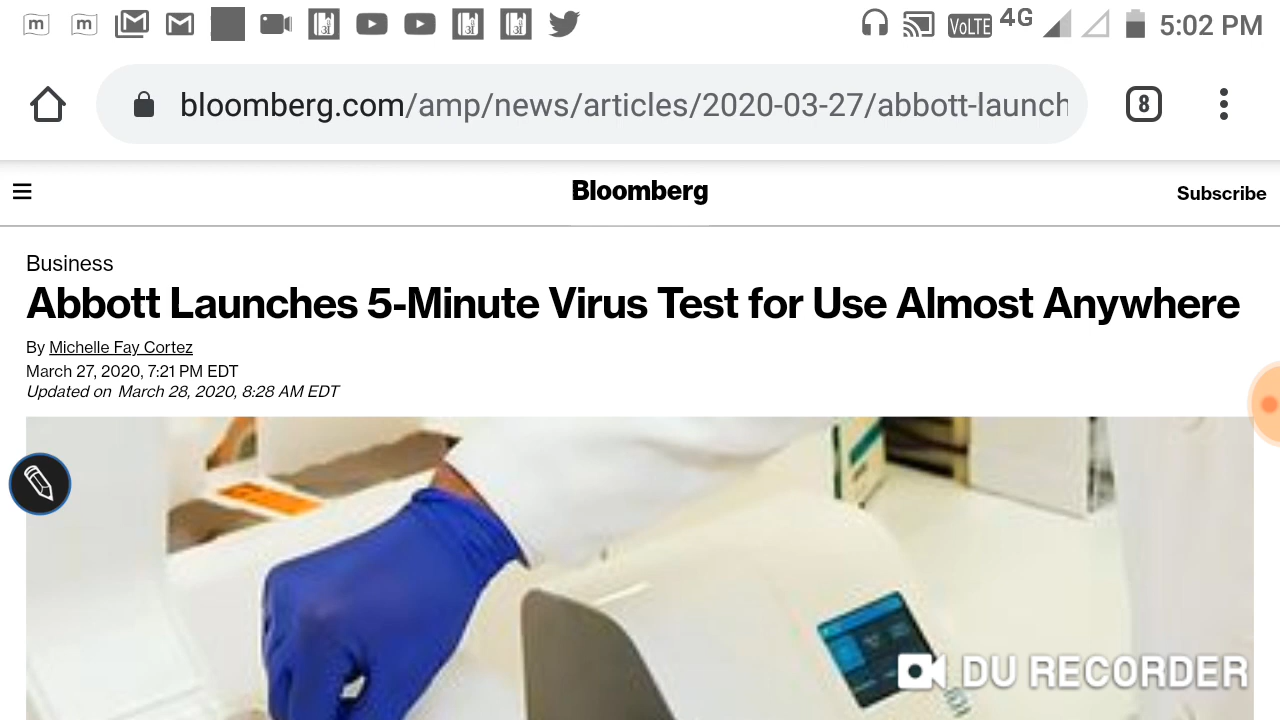 VoLTE 4G 5:02 PM
bloomberg.com/amp/news/articles/2020-03-27/abbott-launch
8
Bloomberg
Subscribe
Business
Abbott Launches 5-Minute Virus Test for Use Almost Anywhere
By Michelle Fay Cortez
March 27, 2020, 7:21 PM EDT
Updated on March 28, 2020, 8:28 AM EDT
DU RECORDER